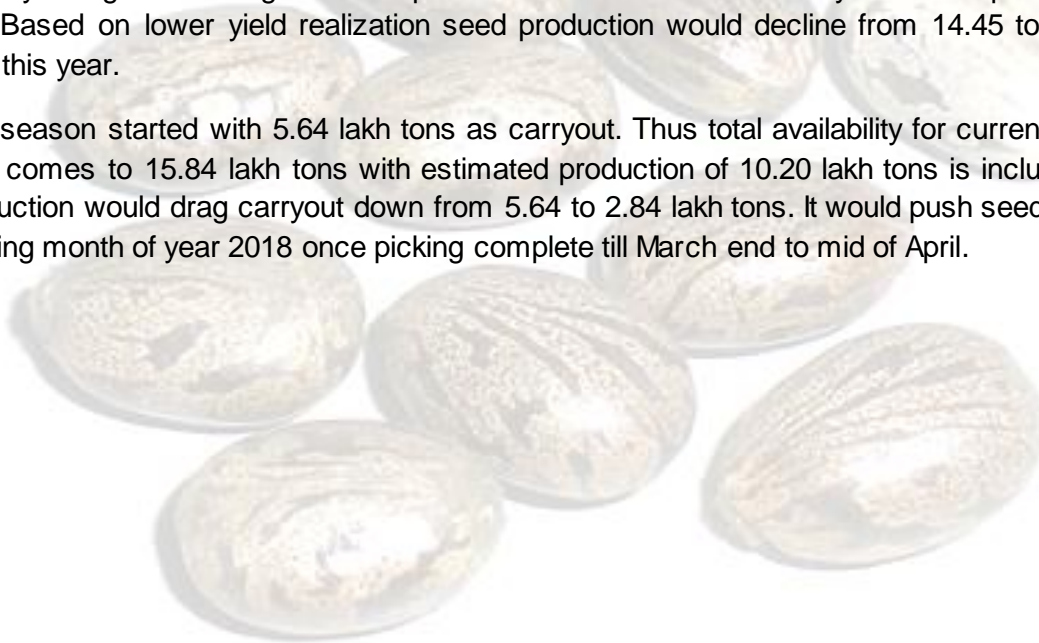 Based on lower yield realization seed production would decline from 14.45 to
this year.
season started with 5.64 lakh tons as carryout. Thus total availability for curren
comes to 15.84 lakh tons with estimated production of 10.20 lakh tons is inclu
uction would drag carryout down from 5.64 to 2.84 lakh tons. It would push seed
ing month of year 2018 once picking complete till March end to mid of April.